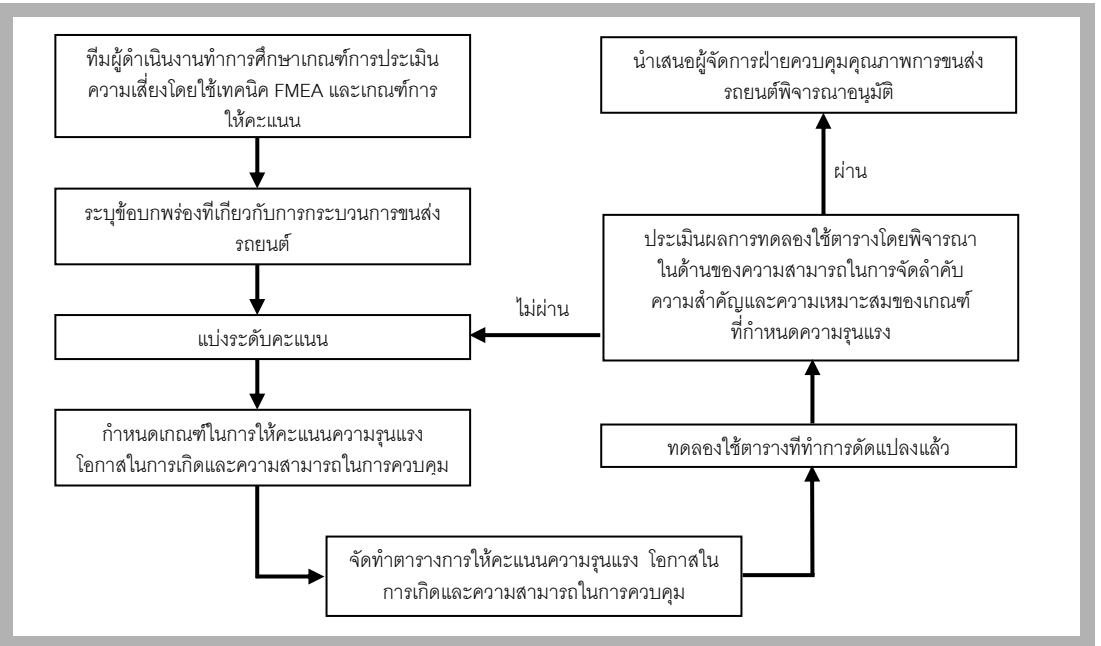 ทีมผู้ดำเนินงานทำการศึกษาเกณฑ์การประเมิน
ความเสี่ยงโดยใช้เทคนิค FMEA และเกณฑ์การ
ให้คะแนน
ระบุข้อบกพร่องที่เกี่ยวกับการกระบวนการขนส่ง
รถยนต์
แบ่งระดับคะแนน
กำหนดเกณฑ์ในการให้คะแนนความรุนแรง
โอกาสในการเกิดและความสามารถในการควบคุม
จัดทำตารางการให้คะแนนความรุนแรง โอกาสใน
การเกิดและความสามารถในการควบคุม
ทดลองใช้ตารางที่ทำการดัดแปลงแล้ว
ประเมินผลการทดลองใช้ตารางโดยพิจารณา
ในด้านของความสามารถในการจัดลำคับ
ความสำคัญและความเหมาะสมของเกณฑ์
ที่กำหนดความรุนแรง
ไม่ผ่าน
ผ่าน
นำเสนอผู้จัดการฝ่ายควบคุมคุณภาพการขนส่ง
รถยนต์พิจารณาอนุมัติ